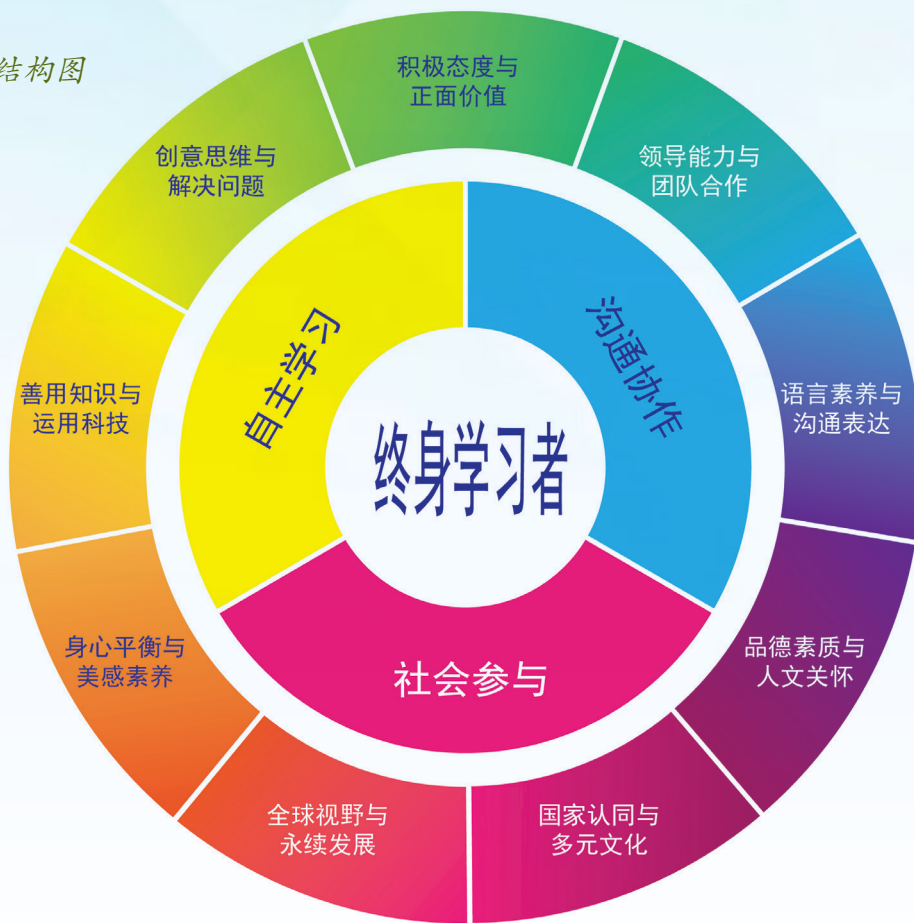 结构图
积极态度与
正面价值
领导能力与
团队合作
语言素养与
沟通表达
品德素质与
人文关怀
国家认同与
多元文化
全球视野与
永续发展
身心平衡与
美感素养
善用知识与
运用科技
创意思维与
解决问题
自主学习
沟通协作
社会参与
终身学习者